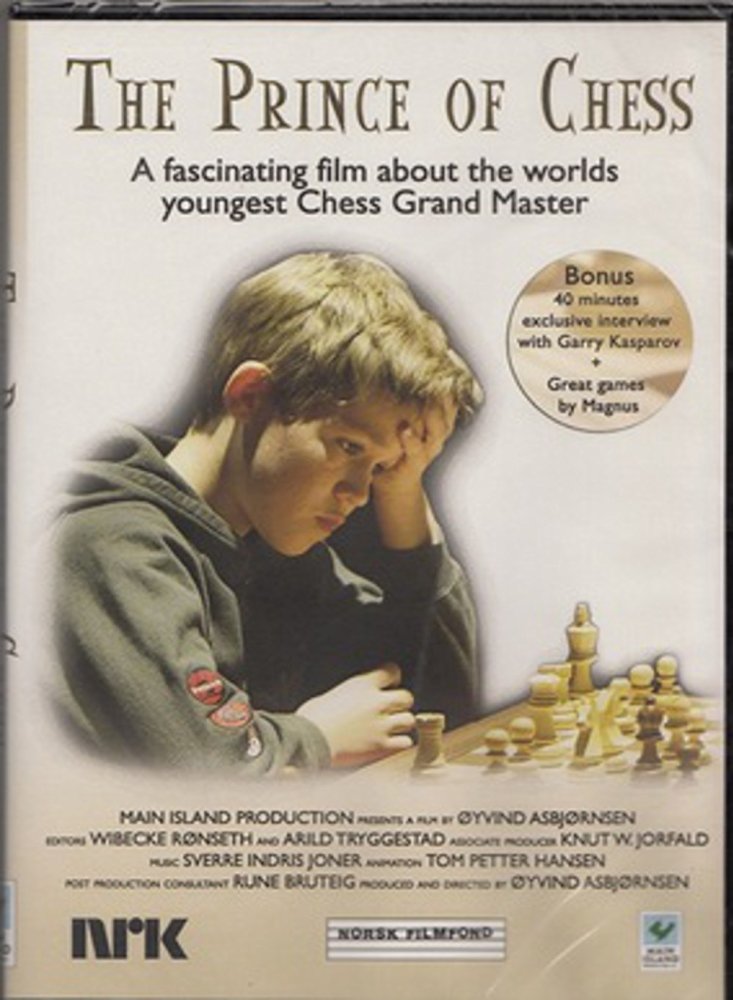 THE PRINCE OF CHESS
A fascinating film about the worlds
youngest Chess Grand Master
Bonus
40 minutes
exclusive interview
with Garry Kasparov
+
Great games
by Magnus
MAIN ISLAND PRODUCTION PRESENTS A FILM BY ØYVIND ASBJØRNSEN
EDITORS WIBECKE RØNSETH AND ARILD TRYGGESTAD ASSOCIATE PRODUCER KNUT W. JORFALD
MUSIC SVERRE INDRIS JONER ANIMATION TOM PETTER HANSEN
POST PRODUCTION CONSULTANT RUNE BRUTEIG PRODUCED AND DIRECTED BY ØYVIND ASBJØRNSEN
NRK
NORSK FILMFOND
MAIN
ISLAND